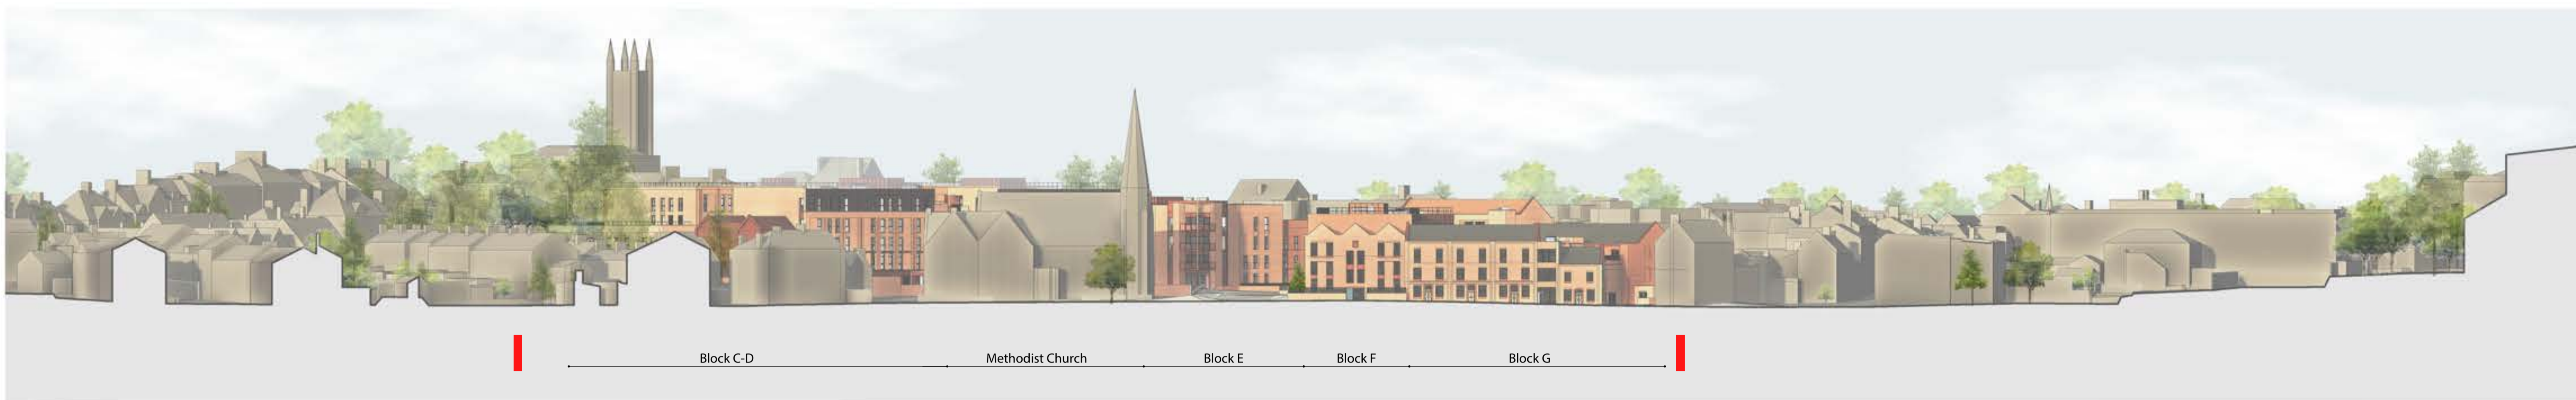 Block C-D
Methodist Church
Block E
Block F
Block G